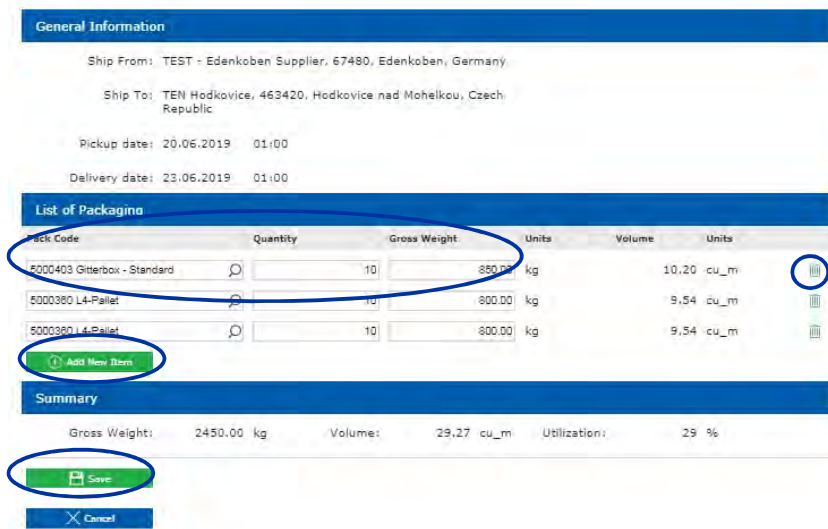 General Information
Ship From: TEST - Edenkoben Supplier, 67480, Edenkoben, Germany
Ship To: TEN Hodkovice, 463420, Hodkovice nad Mohelkou, Czech
Republic
Pickup date: 20.06.2019 01:00
Delivery date: 23.06.2019 01:00
List of Packaging
Pack Code Quantity Gross Weight Units Volume Units
5000403 Gitterbox - Standard 10 850.00 kg 10.20 cu_m
5000360 L4-Pallet 10 800.00 kg 9.54 cu_m
5000360 L4-Pallet 10 800.00 kg 9.54 cu_m
Add New Item
Summary
Gross Weight: 2450.00 kg Volume: 29.27 cu_m Utilization: 29 %
Save
Cancel